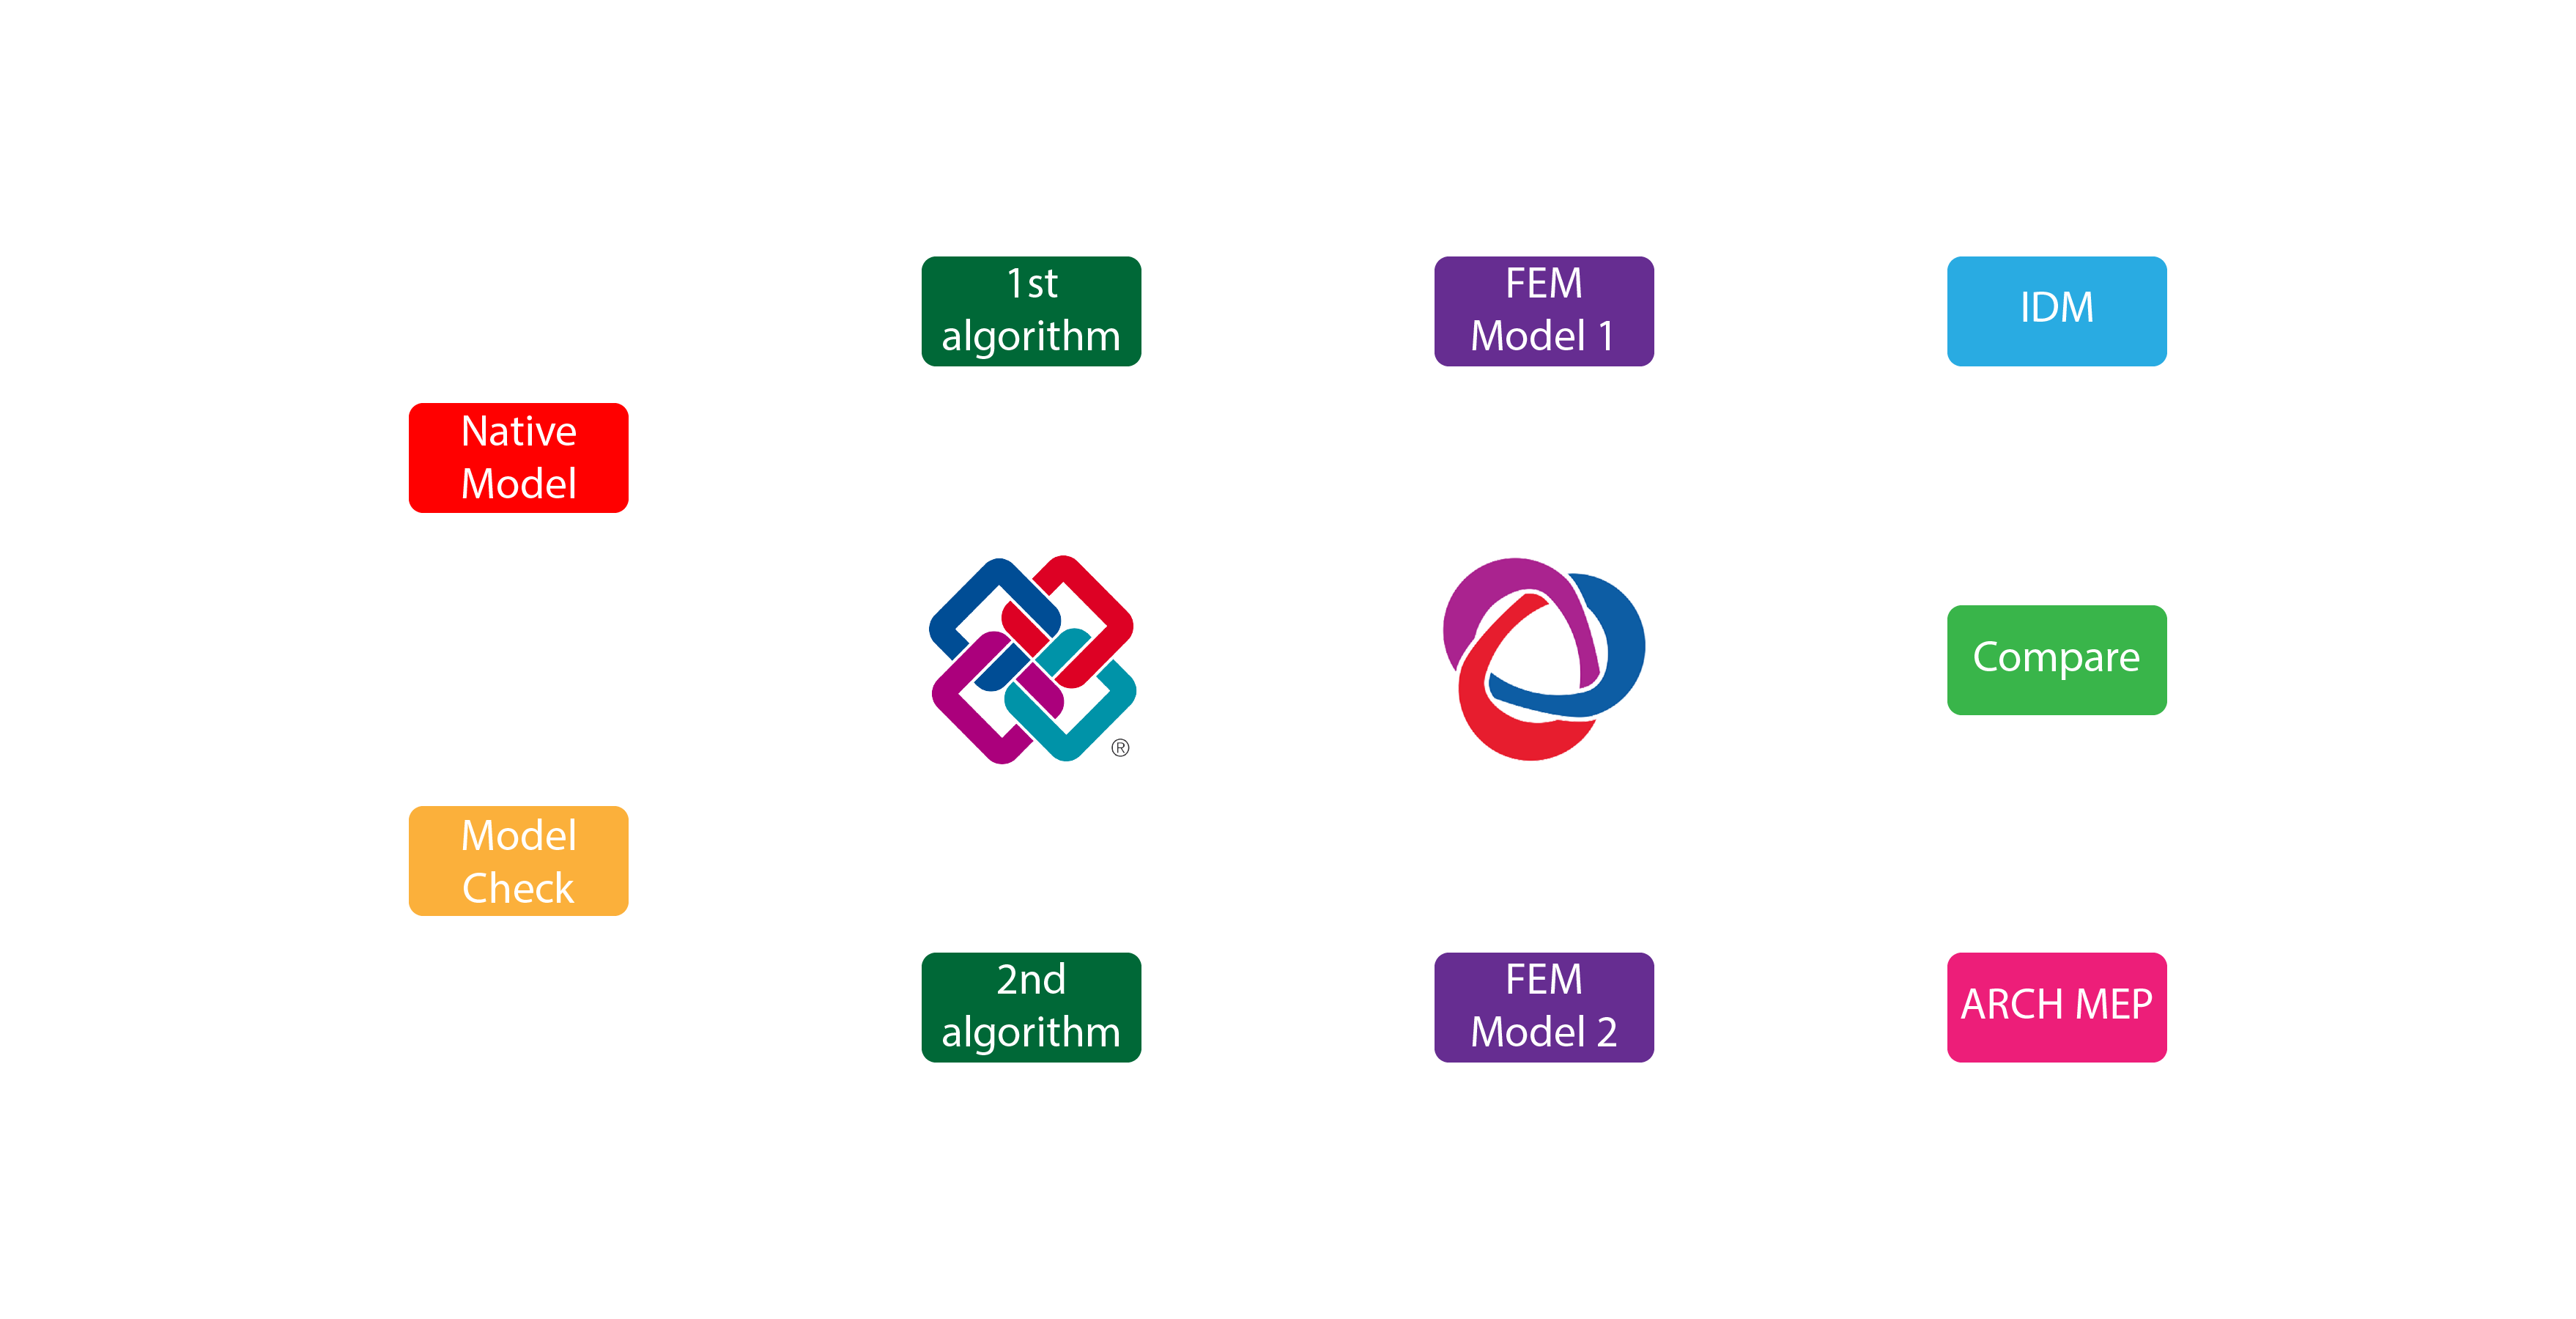 1st
algorithm
FEM
Model 1
IDM
Native
Model
®
Compare
Model
Check
2nd
algorithm
FEM
Model 2
ARCH MEP